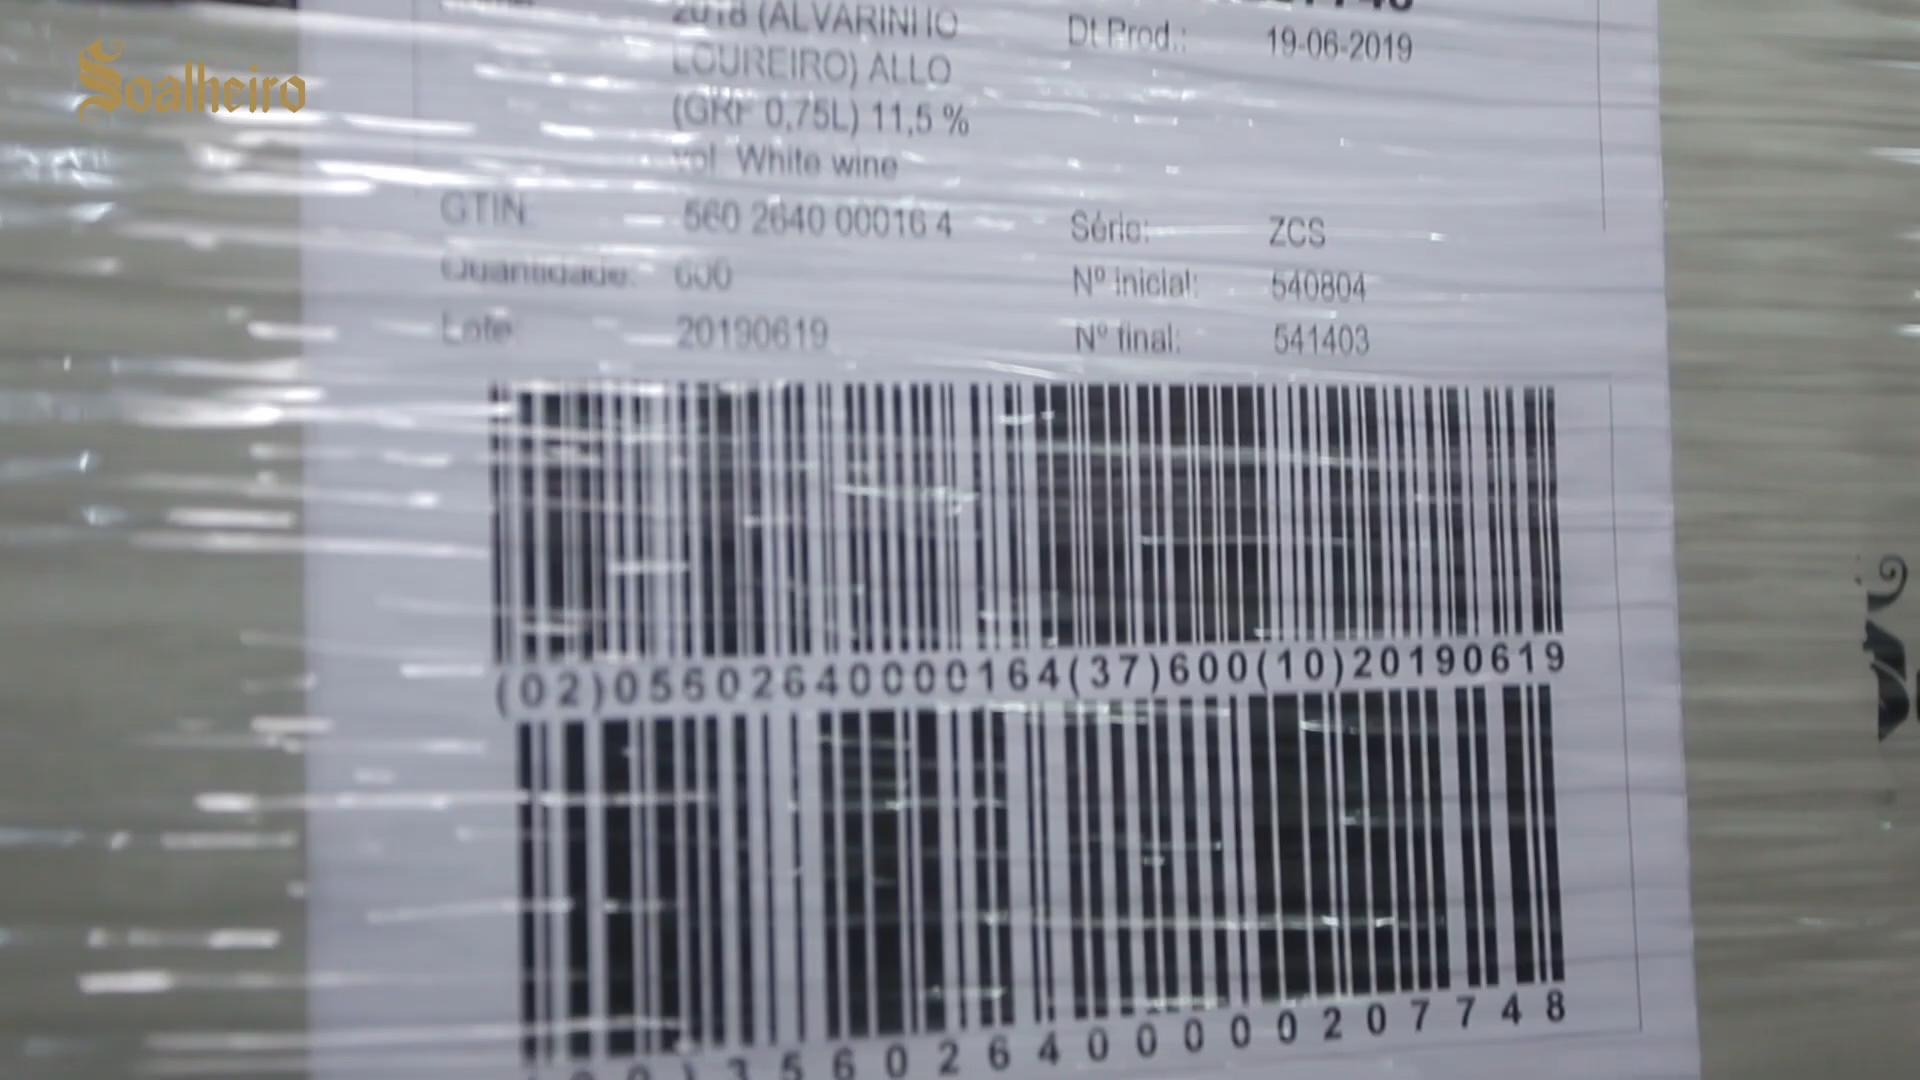 Soalheiro
2018 (ALVARINHO
LOUREIRO) ALLO
(GRF 0,75L) 11,5 %
vol White wine
Dt Prod.: 19-06-2019
GTIN: 560 2640 00016 4
Série: ZCS
Quantidade: 600
Nº inicial: 540804
Lote: 20190619
Nº final: 541403
(02)05602640000164(37)600(10)20190619
356026400000207748